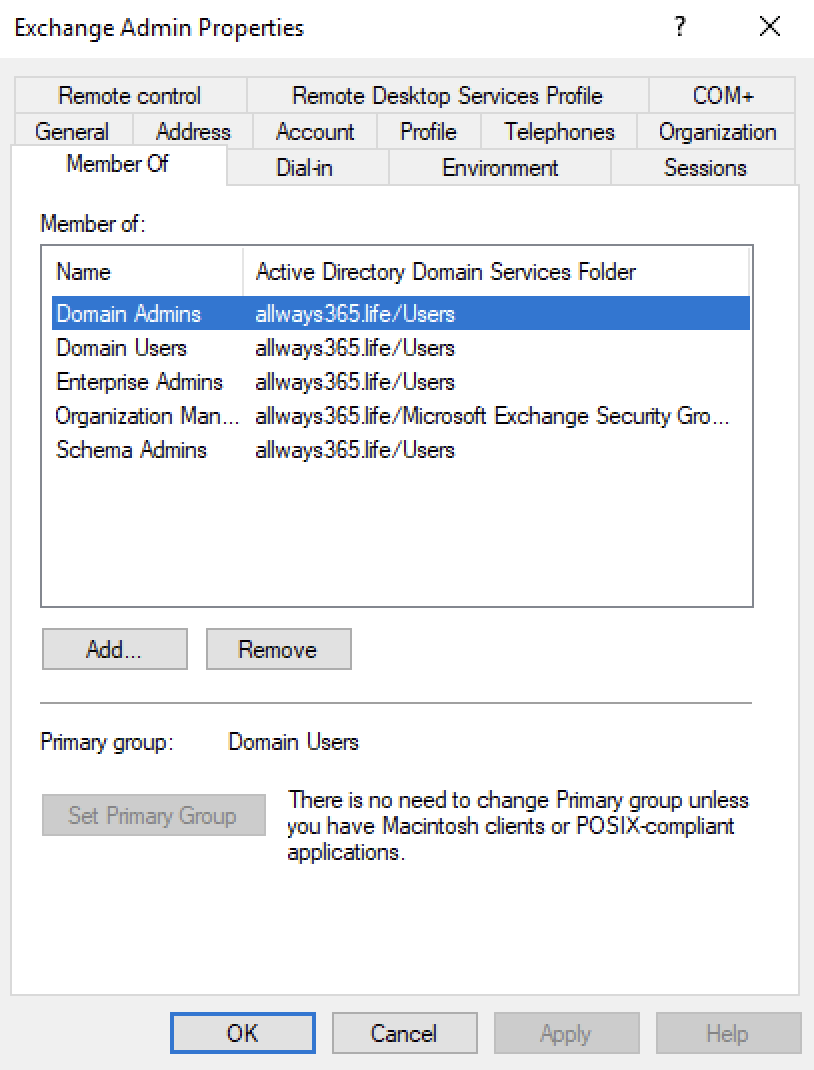 Exchange Admin Properties ?
Remote control Remote Desktop Services Profile COM+
General Address Account Profile Telephones Organization
Member Of Dial-in Environment Sessions
Member of:
Name Active Directory Domain Services Folder
Domain Admins allways365.life/Users
Domain Users allways365.life/Users
Enterprise Admins allways365.life/Users
Organization Man... allways365.life/Microsoft Exchange Security Gro...
Schema Admins allways365.life/Users
Add... Remove
Primary group: Domain Users
Set Primary Group
There is no need to change Primary group unless
you have Macintosh clients or POSIX-compliant
applications.
OK Cancel Apply Help